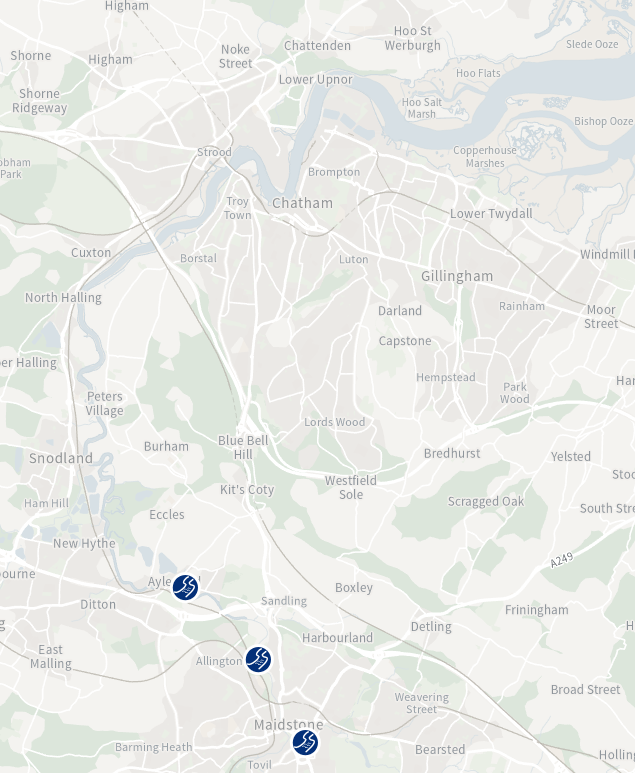 Higham
Hoo St
Werburgh
Noke
Street
Chattenden
Slede Ooze
Shorne
Higham
Hoo Flats
Lower Upnor
Shorne
Ridgeway
Hoo Salt
Marsh
Bishop Ooze
Strood
Copperhouse
Marshes
Park
Brompton
Troy
Town
Chatham
Lower Twydall
Cuxton
Borstal
Luton
Windmill
Gillingham
North Halling
Rainham
Moor
Street
Darland
Capstone
Halling
Hempstead
Park
Wood
Peters
Village
Lords Wood
Blue Bell
Hill
Burham
Bredhurst
Yelsted
Snodland
Kit's Coty
Westfield
Sole
Ham Hill
Scragged Oak
South
Eccles
New Hythe
A249
Boxley
Ditton
Sandling
Friningham
Detling
Harbourland
East
Malling
Allington
Broad Street
Weavering
Street
Maidstone
Barming Heath
Bearsted
Tovil